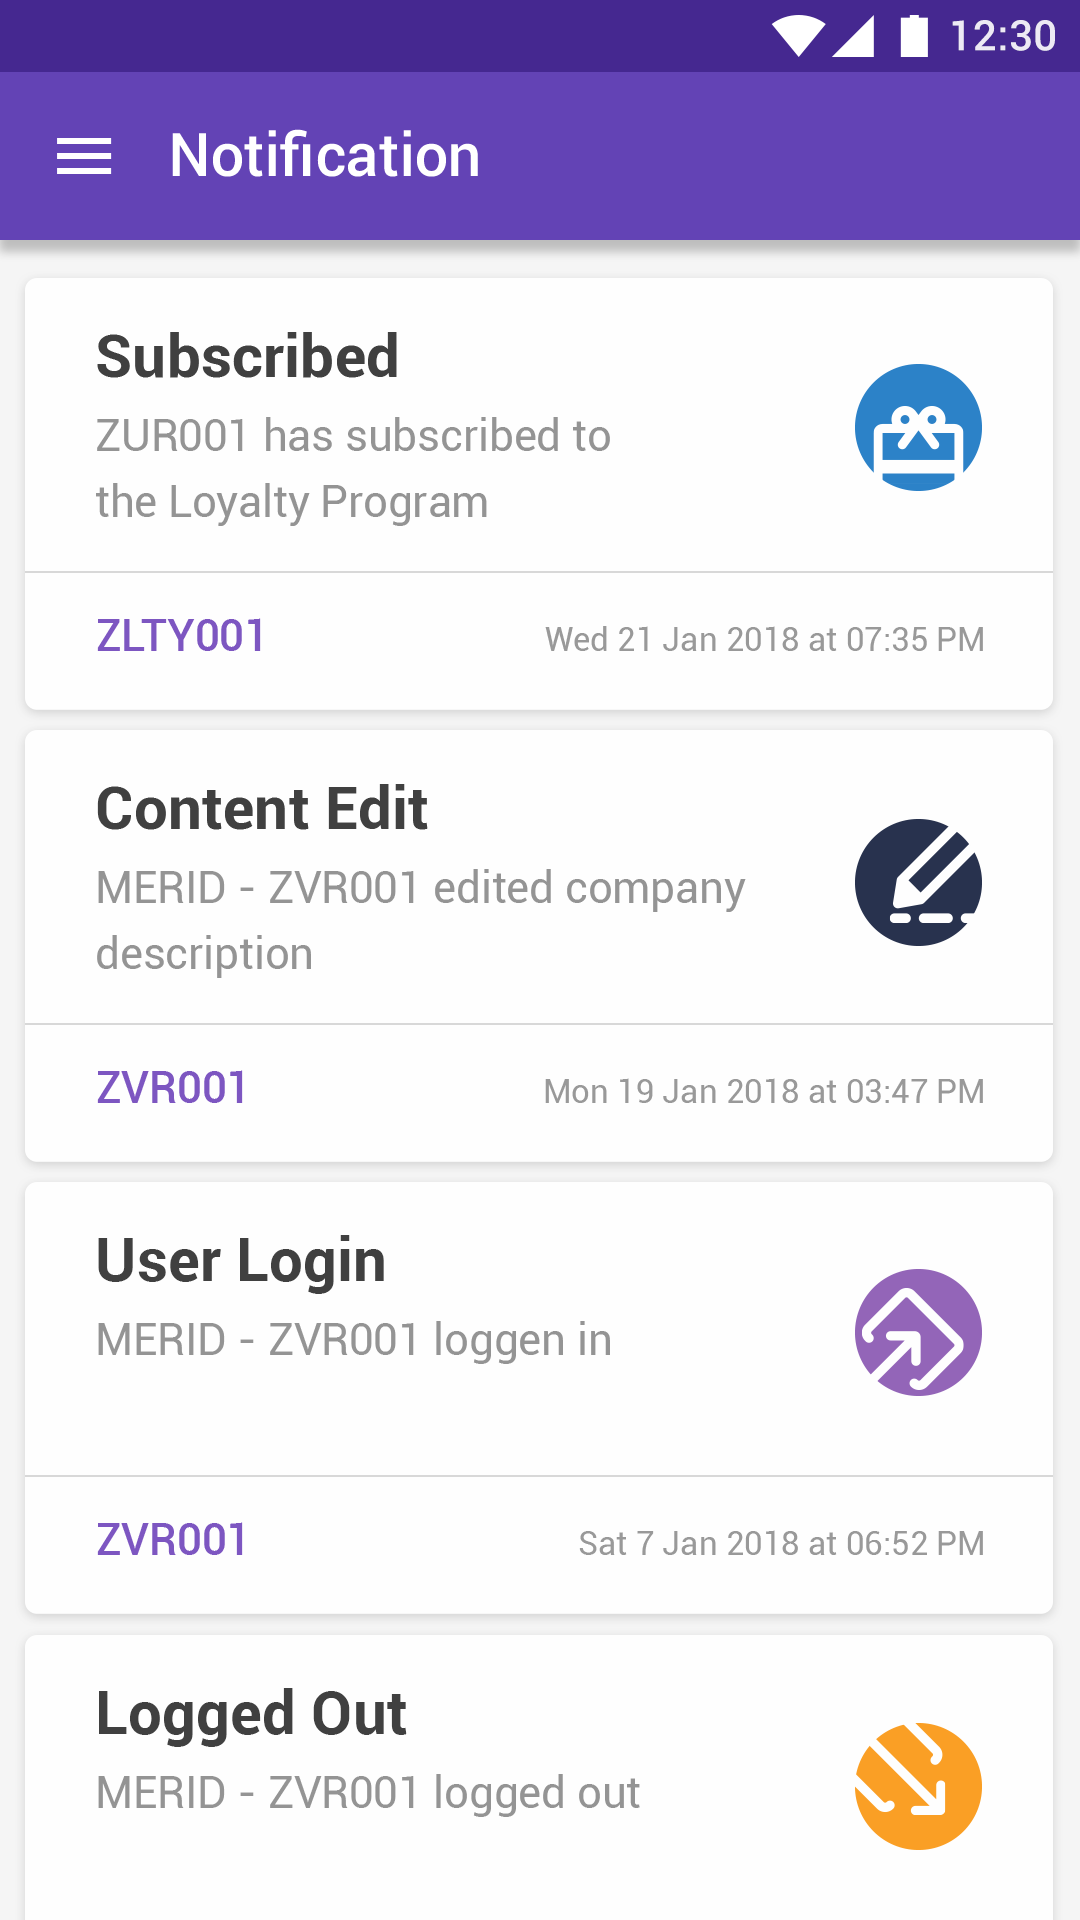 12:30
Notification
Subscribed
ZUR001 has subscribed to
the Loyalty Program
ZLTY001
Wed 21 Jan 2018 at 07:35 PM
Content Edit
MERID - ZVR001 edited company
description
ZVR001
Mon 19 Jan 2018 at 03:47 PM
User Login
MERID - ZVR001 loggen in
ZVR001
Sat 7 Jan 2018 at 06:52 PM
Logged Out
MERID - ZVR001 logged out